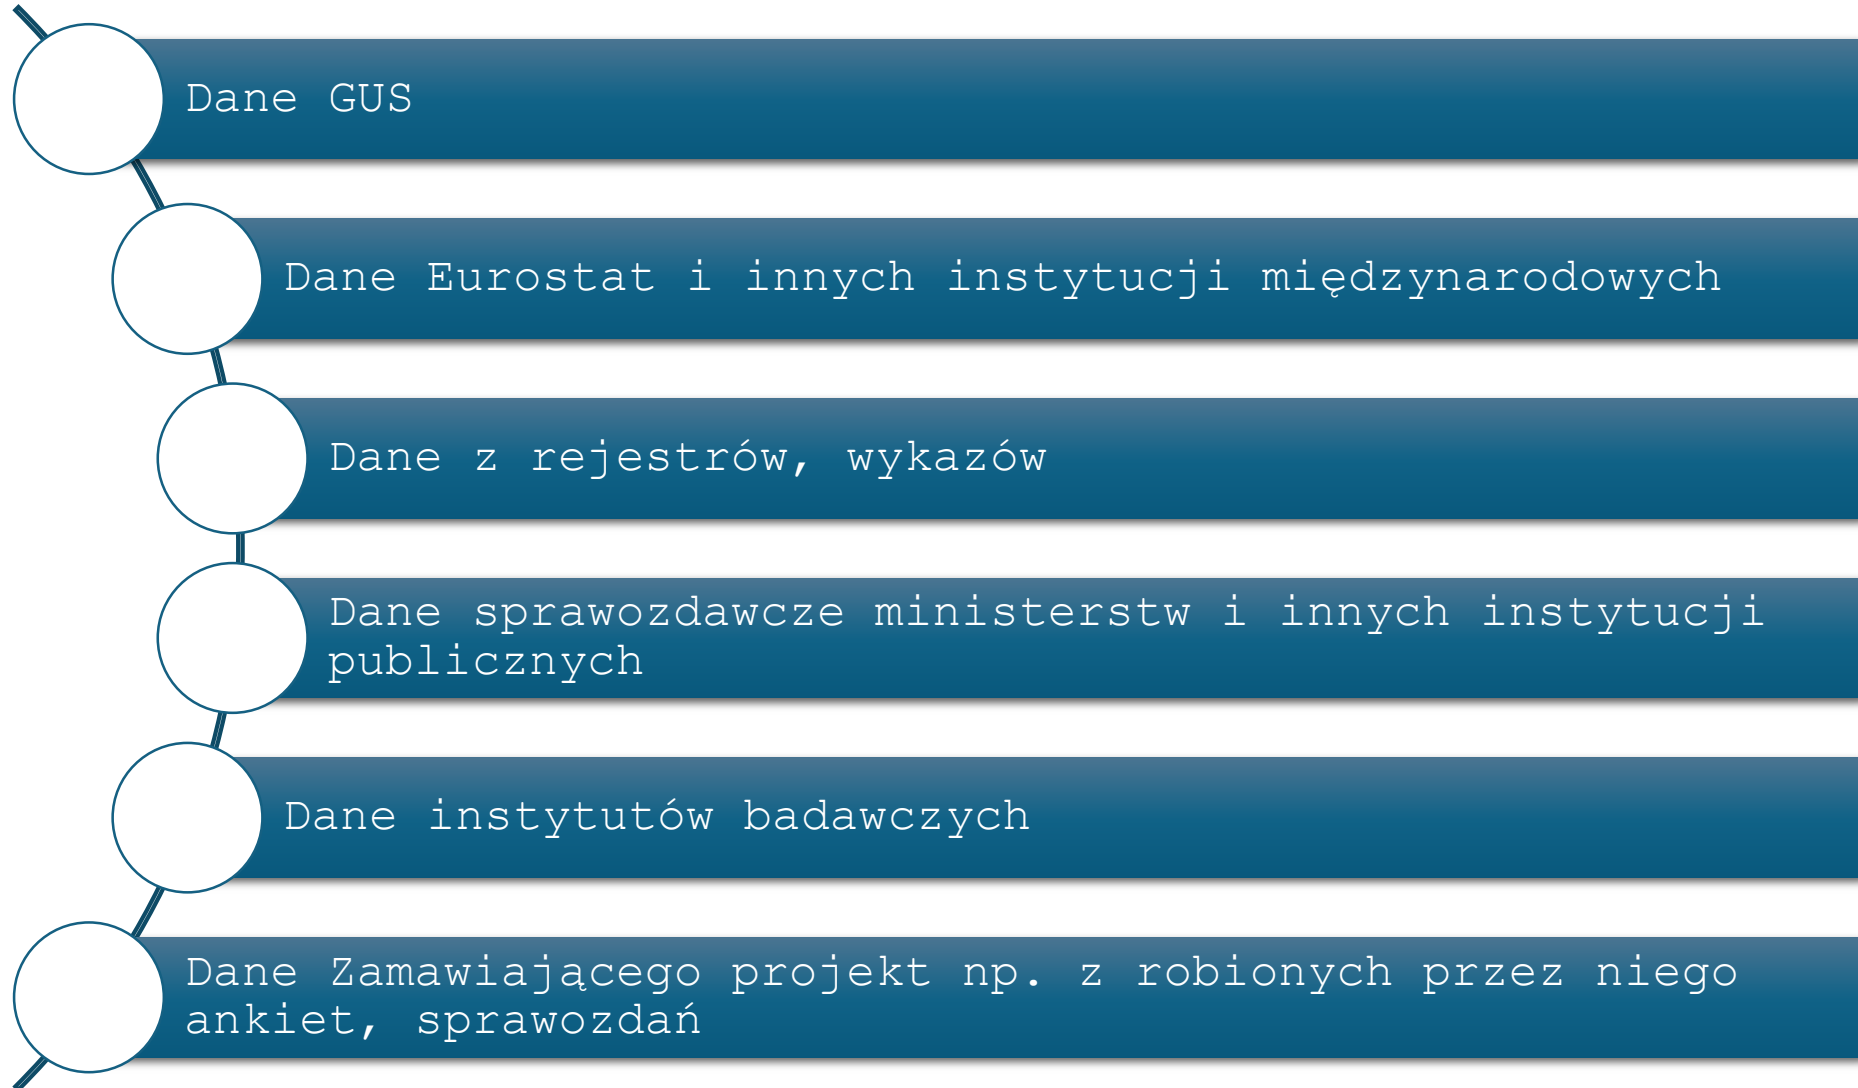 Dane GUS
Dane Eurostat i innych instytucji międzynarodowych
Dane z rejestrów, wykazów
Dane sprawozdawcze ministerstw i innych instytucji
publicznych
Dane instytutów badawczych
Dane Zamawiającego projekt np. z robionych przez niego
ankiet, sprawozdań